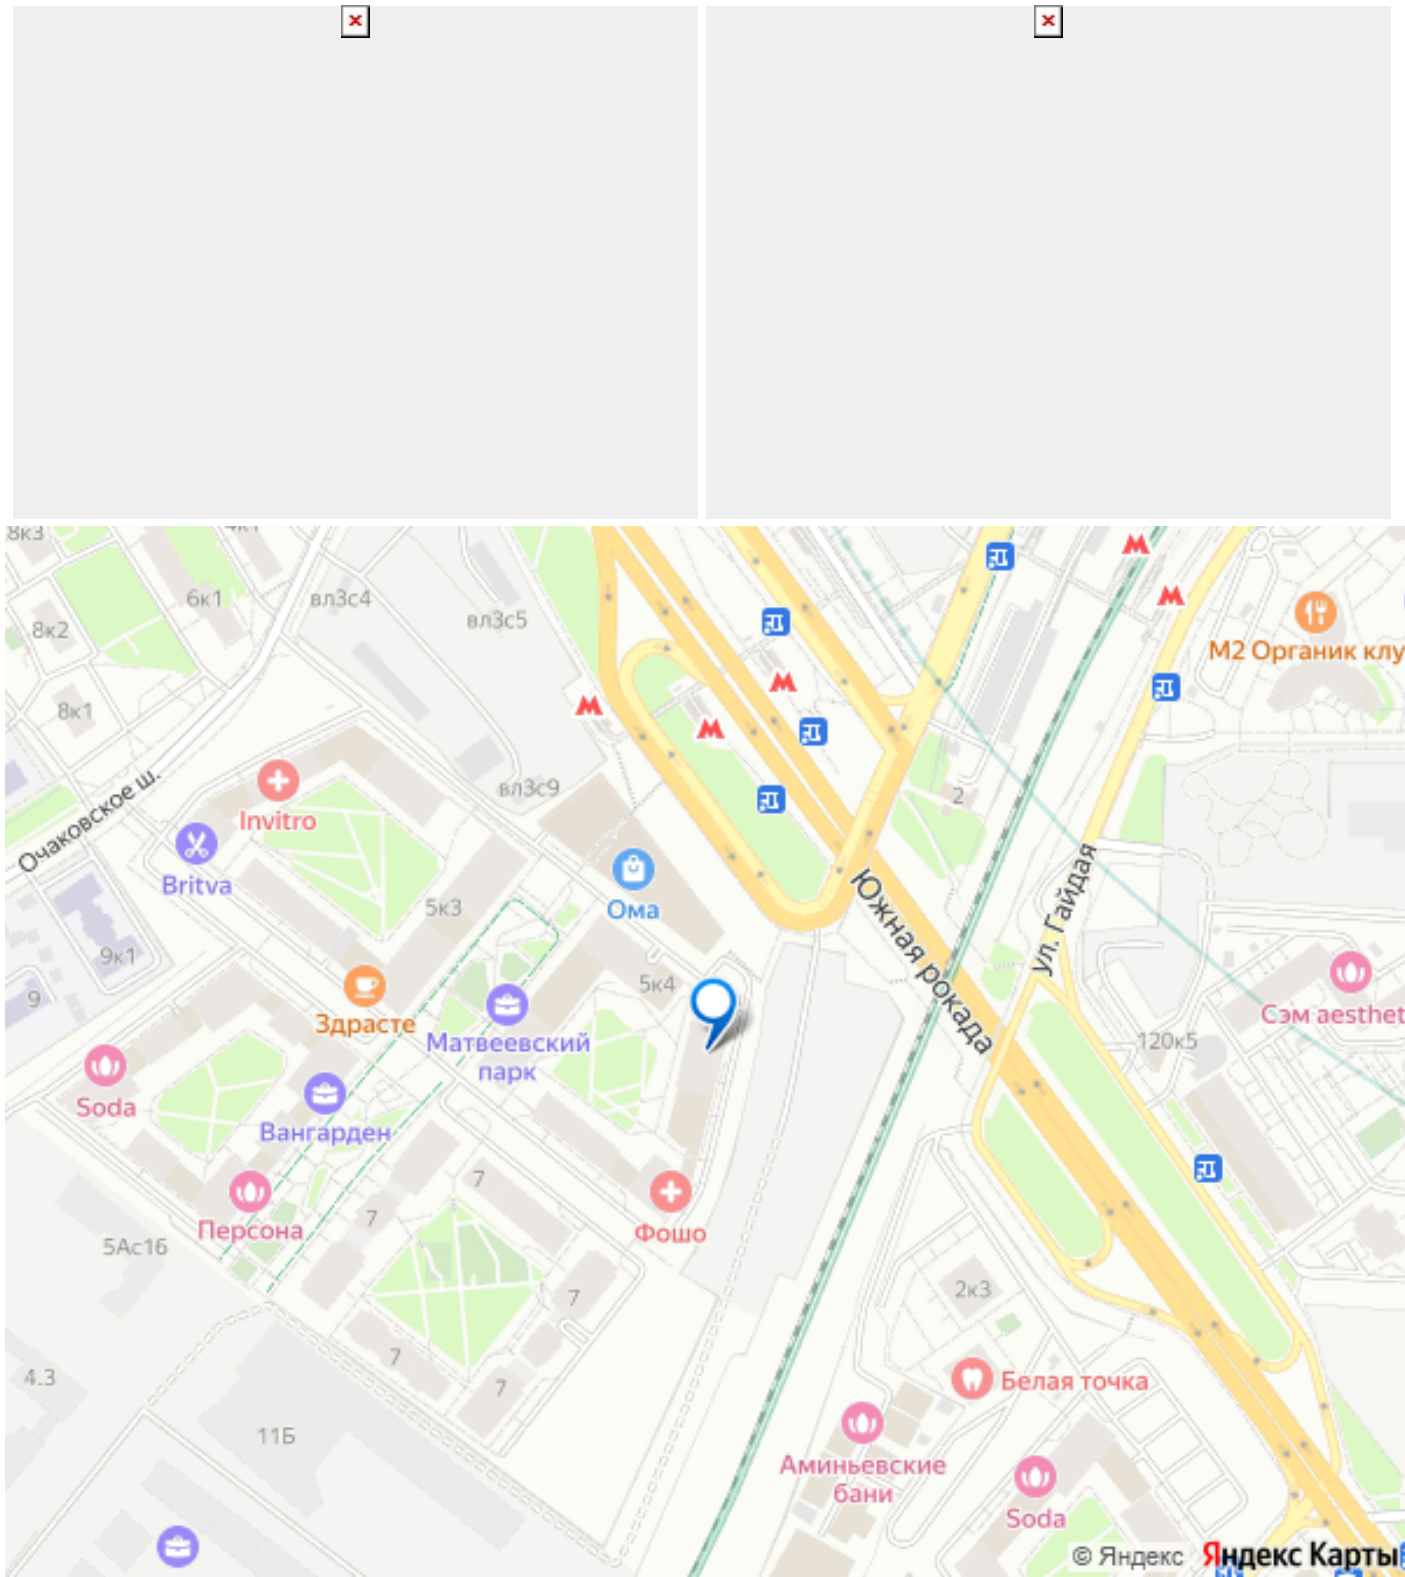 8к3
4к1
6к1
вл3с4
вл3с5
8к2
М2 Органик клу
8к1
вл3с9
2
Очаковское ш.
Invitro
Britva
Ома
Южная рокада
ул. Гайдая
5к3
9к1
9
5к4
Здрасте
Матвеевский
парк
Сэм aesthet
120к5
Soda
Вангарден
7
7
Персона
Фошо
5Ас16
7
2к3
7
7
4.3
Белая точка
11Б
Аминьевские
бани
Soda
© Яндекс Яндекс Карты